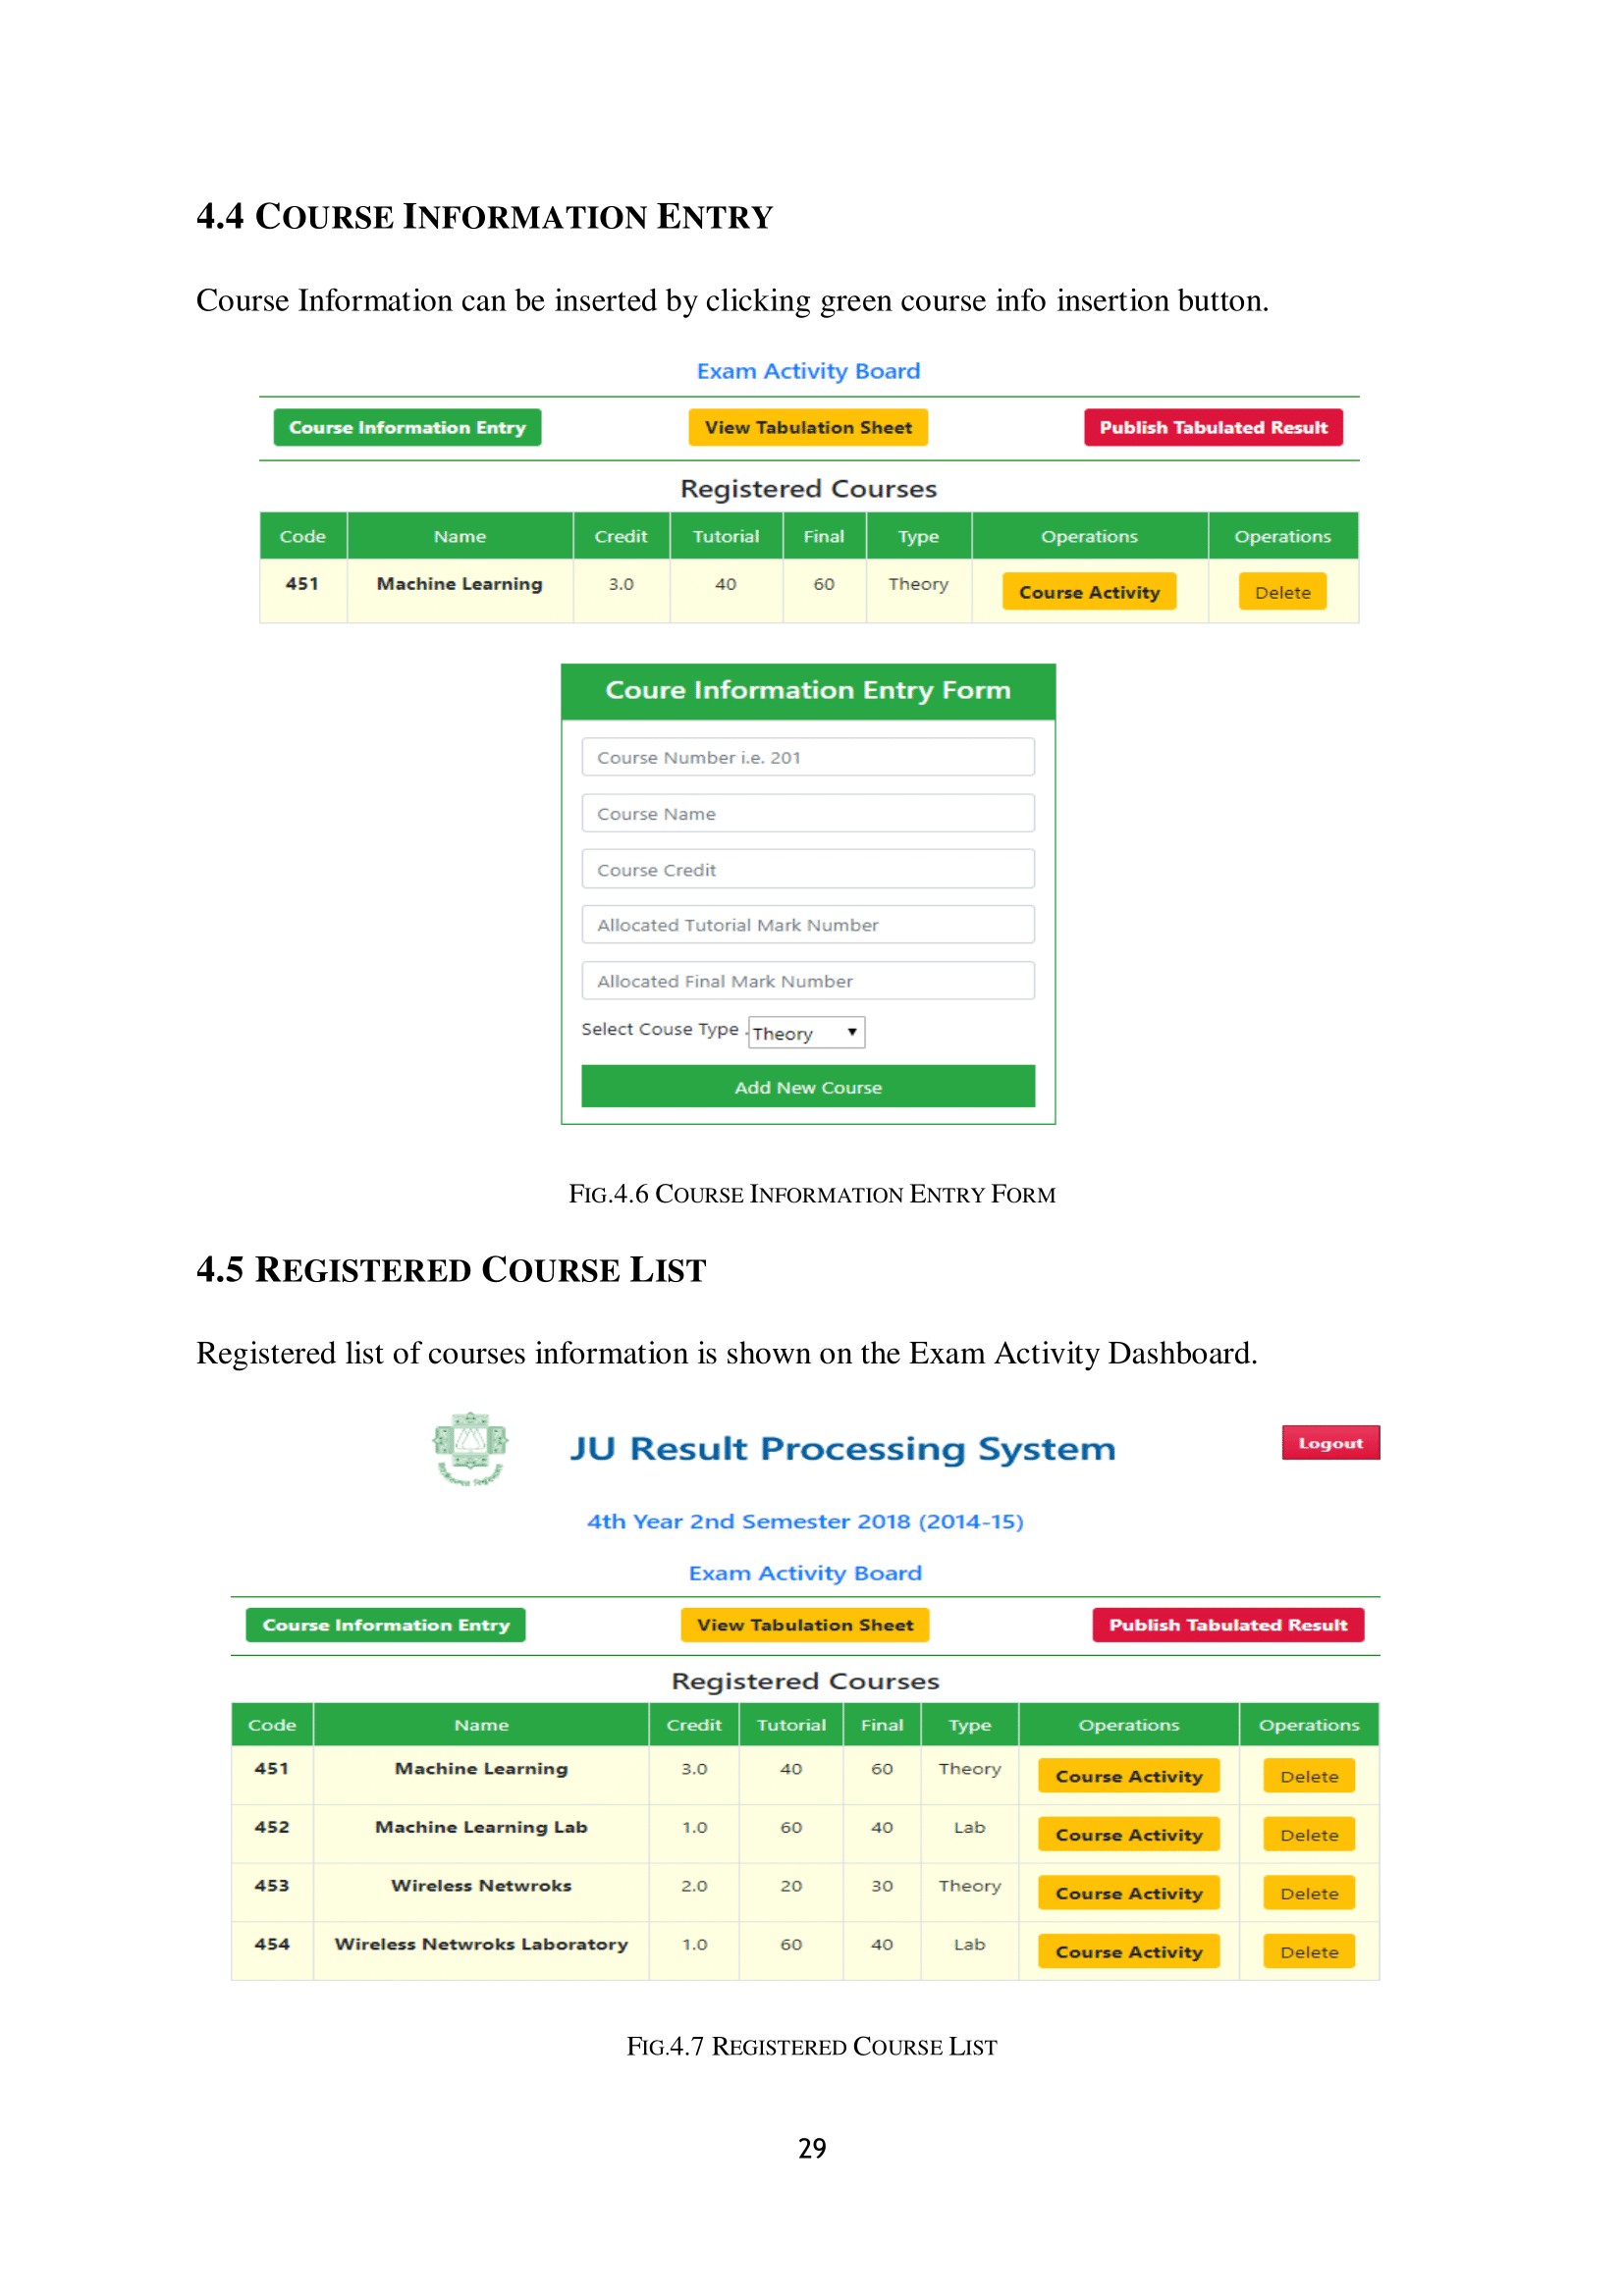 4.4 COURSE INFORMATION ENTRY
Course Information can be inserted by clicking green course info insertion button.
Exam Activity Board
Course Information Entry View Tabulation Sheet Publish Tabulated Result
Registered Courses
Code Name Credit Tutorial Final Type Operations Operations
451 Machine Learning 3.0 40 60 Theory Course Activity Delete
Coure Information Entry Form
Course Number i.e. 201
Course Name
Course Credit
Allocated Tutorial Mark Number
Allocated Final Mark Number
Select Couse Type . Theory
Add New Course
FIG.4.6 COURSE INFORMATION ENTRY FORM
4.5 REGISTERED COURSE LIST
Registered list of courses information is shown on the Exam Activity Dashboard.
JU Result Processing System Logout
4th Year 2nd Semester 2018 (2014-15)
Exam Activity Board
Course Information Entry View Tabulation Sheet Publish Tabulated Result
Registered Courses
Code Name Credit Tutorial Final Type Operations Operations
451 Machine Learning 3.0 40 60 Theory Course Activity Delete
452 Machine Learning Lab 1.0 60 40 Lab Course Activity Delete
453 Wireless Netwroks 2.0 20 30 Theory Course Activity Delete
454 Wireless Netwroks Laboratory 1.0 60 40 Lab Course Activity Delete
FIG.4.7 REGISTERED COURSE LIST
29